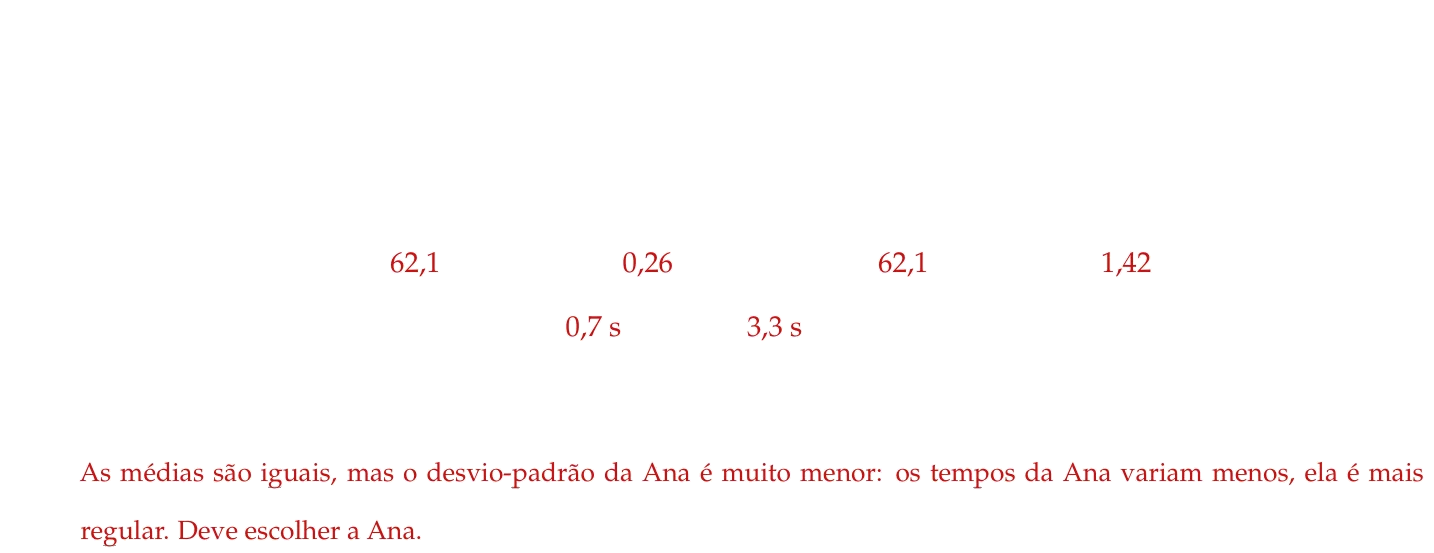 62,1 0,26 62,1 1,42
0,7 s 3,3 s
As médias são iguais, mas o desvio-padrão da Ana é muito menor: os tempos da Ana variam menos, ela é mais
regular. Deve escolher a Ana.